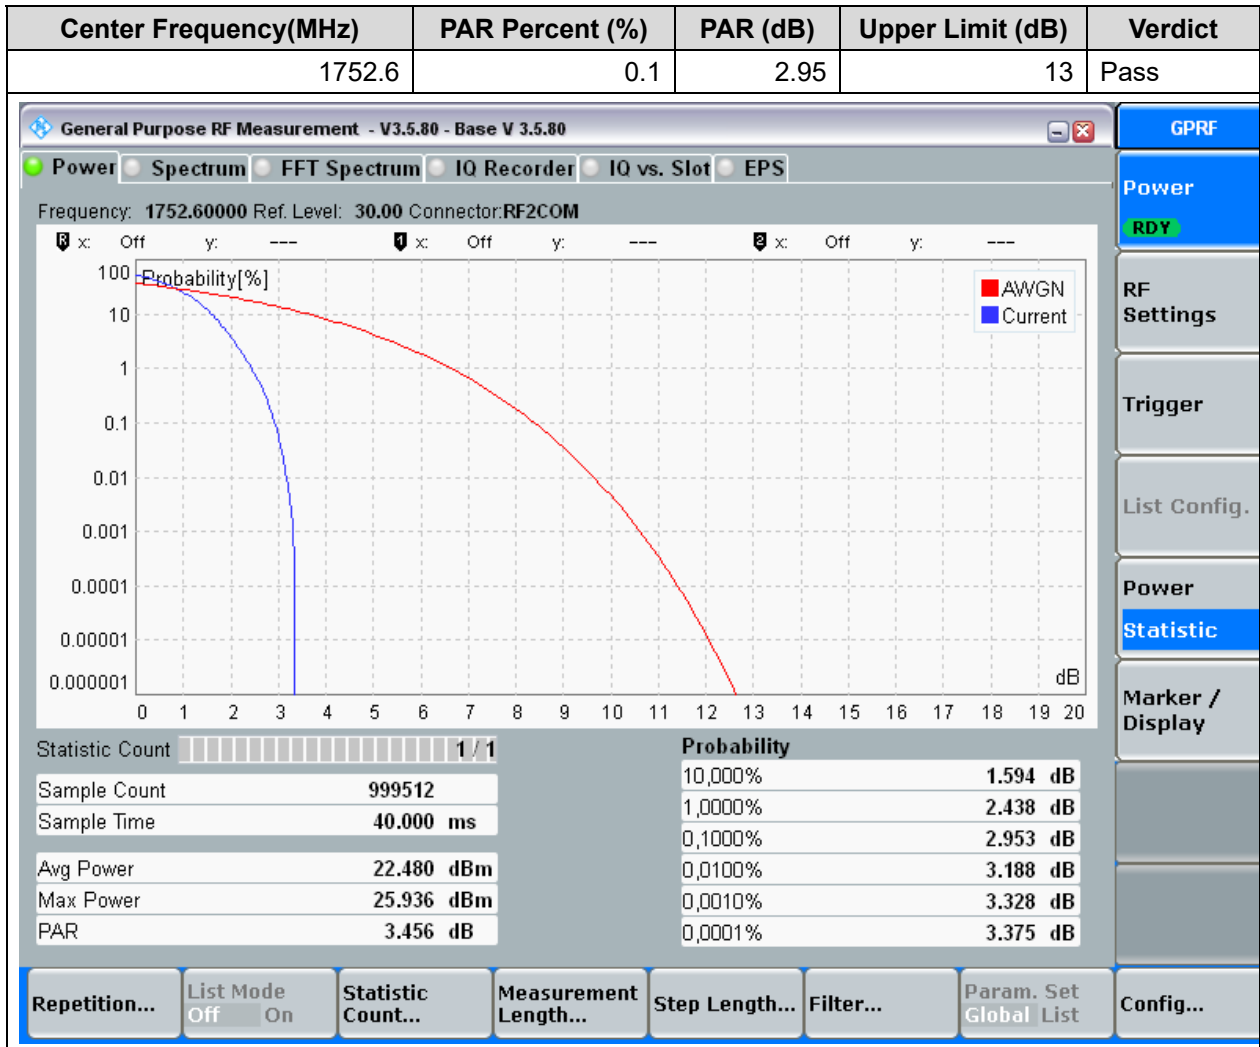 Center Frequency(MHz) PAR Percent (%) PAR (dB) Upper Limit (dB) Verdict
1752.6 0.1 2.95 13 Pass
General Purpose RF Measurement - V3.5.80 - Base V 3.5.80
GPRF
Power Spectrum FFT Spectrum IQ Recorder IQ vs. Slot EPS
Frequency: 1752.60000 Ref. Level: 30.00 Connector:RF2COM
R x: Off y: --- 1 x: Off y: --- 2 x: Off y: ---
Probability[%]
100
10
1
0.1
0.01
0.001
0.0001
0.00001
0.000001
AWGN
Current
dB
0 1 2 3 4 5 6 7 8 9 10 11 12 13 14 15 16 17 18 19 20
Statistic Count 1 / 1
Sample Count 999512
Sample Time 40.000 ms
Avg Power 22.480 dBm
Max Power 25.936 dBm
PAR 3.456 dB
Probability
10,000% 1.594 dB
1,0000% 2.438 dB
0,1000% 2.953 dB
0,0100% 3.188 dB
0,0010% 3.328 dB
0,0001% 3.375 dB
Power
RDY
RF
Settings
Trigger
List Config.
Power
Statistic
Marker /
Display
Repetition...
List Mode
Off On
Statistic
Count...
Measurement
Length...
Step Length...
Filter...
Param. Set
Global List
Config...